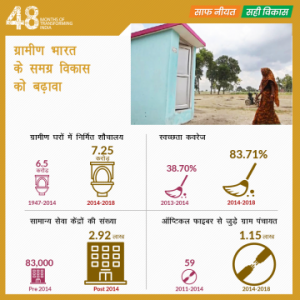 48 MONTHS OF
TRANSFORMING
INDIA
साफ नीयत सही विकास
ग्रामीण भारत
के समग्र विकास
को बढ़ावा
ग्रामीण घरों में निर्मित शौचालय
6.5
करोड़
1947-2014
7.25
करोड़
2014-2018
स्वच्छता कवरेज
38.70%
2013-2014
83.71%
2014-2018
सामान्य सेवा केंद्रों की संख्या
83,000
Pre 2014
2.92 लाख
Post 2014
ऑप्टिकल फाइबर से जुड़े ग्राम पंचायत
59
2011-2014
1.15 लाख
2014-2018